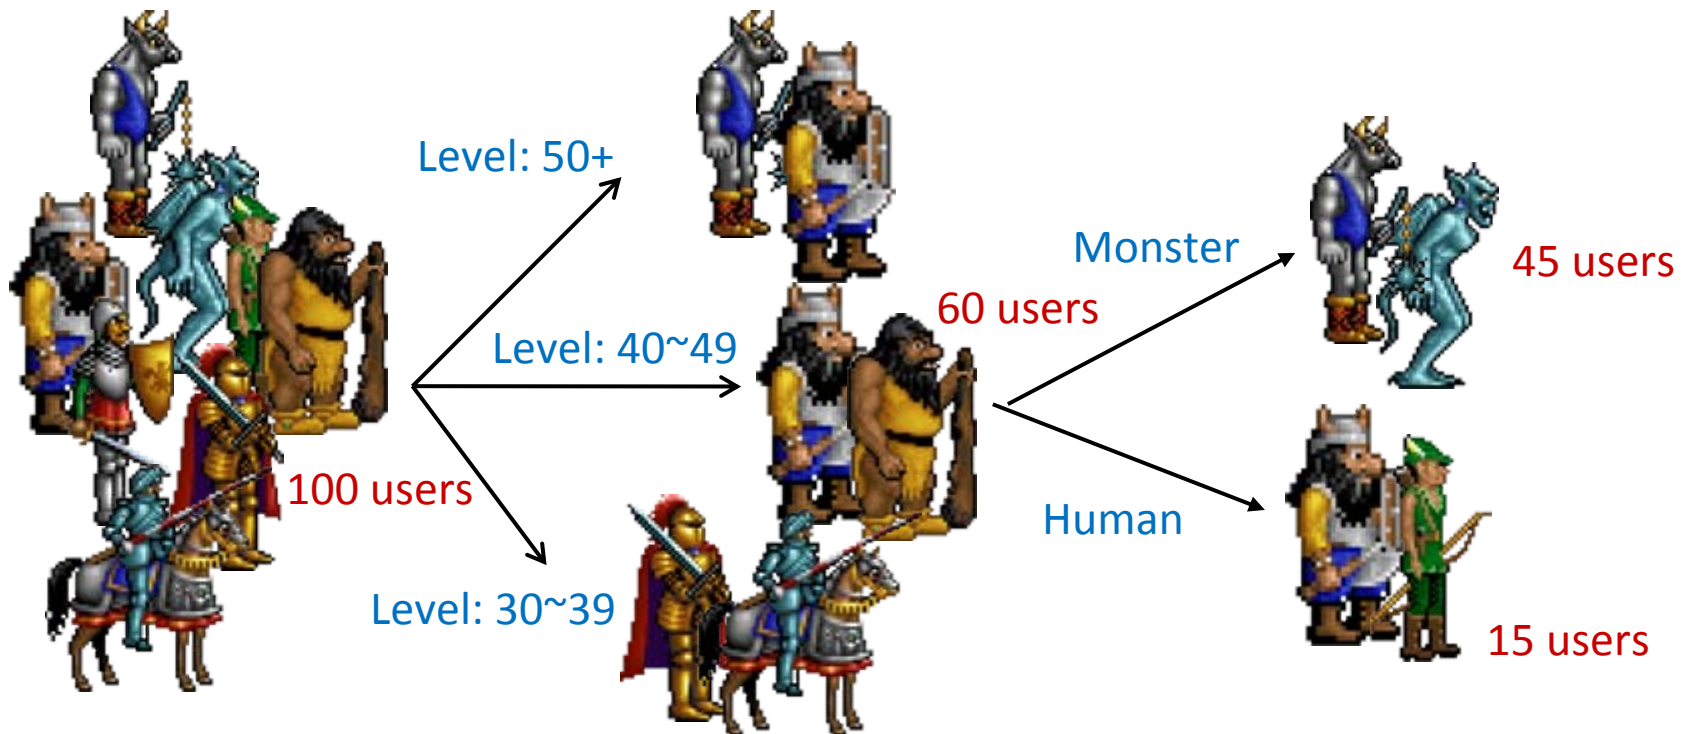 Level: 50+
Monster
45 users
60 users
Level: 40~49
100 users
Human
Level: 30~39
15 users